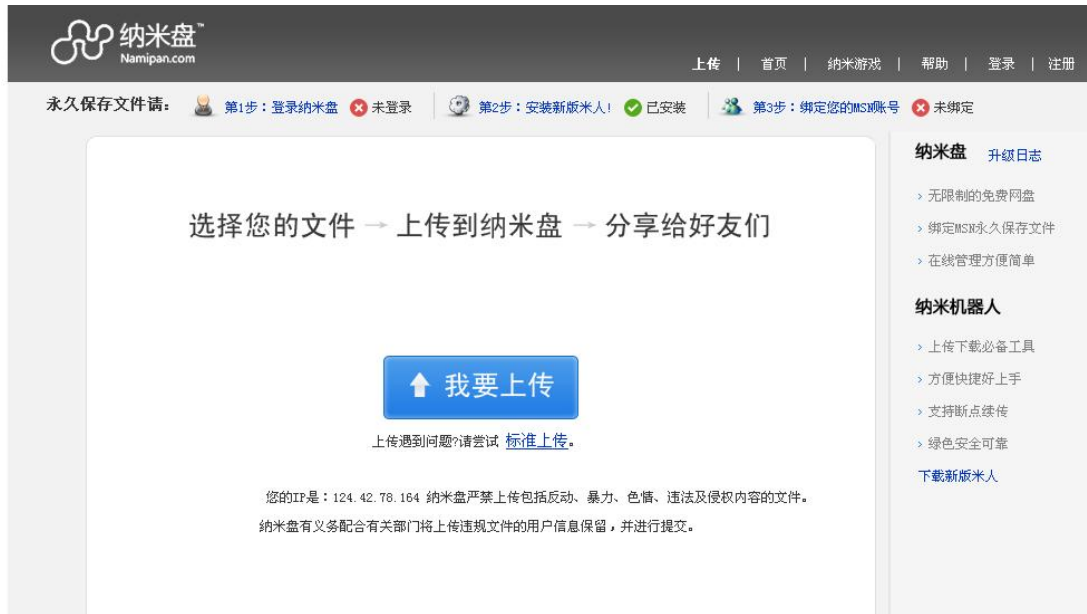 纳米盘™
Namipan.com
上传 | 首页 | 纳米游戏 | 帮助 | 登录 | 注册
永久保存文件请： 第1步：登录纳米盘 未登录 第2步：安装新版米人! 已安装 第3步：绑定您的MSN账号 未绑定
选择您的文件 → 上传到纳米盘 → 分享给好友们
我要上传
上传遇到问题?请尝试 标准上传。
您的IP是：124.42.78.164 纳米盘严禁上传包括反动、暴力、色情、违法及侵权内容的文件。
纳米盘有义务配合有关部门将上传违规文件的用户信息保留，并进行提交。
纳米盘 升级日志
› 无限制的免费网盘
› 绑定MSN永久保存文件
› 在线管理方便简单
纳米机器人
› 上传下载必备工具
› 方便快捷好上手
› 支持断点续传
› 绿色安全可靠
下载新版米人